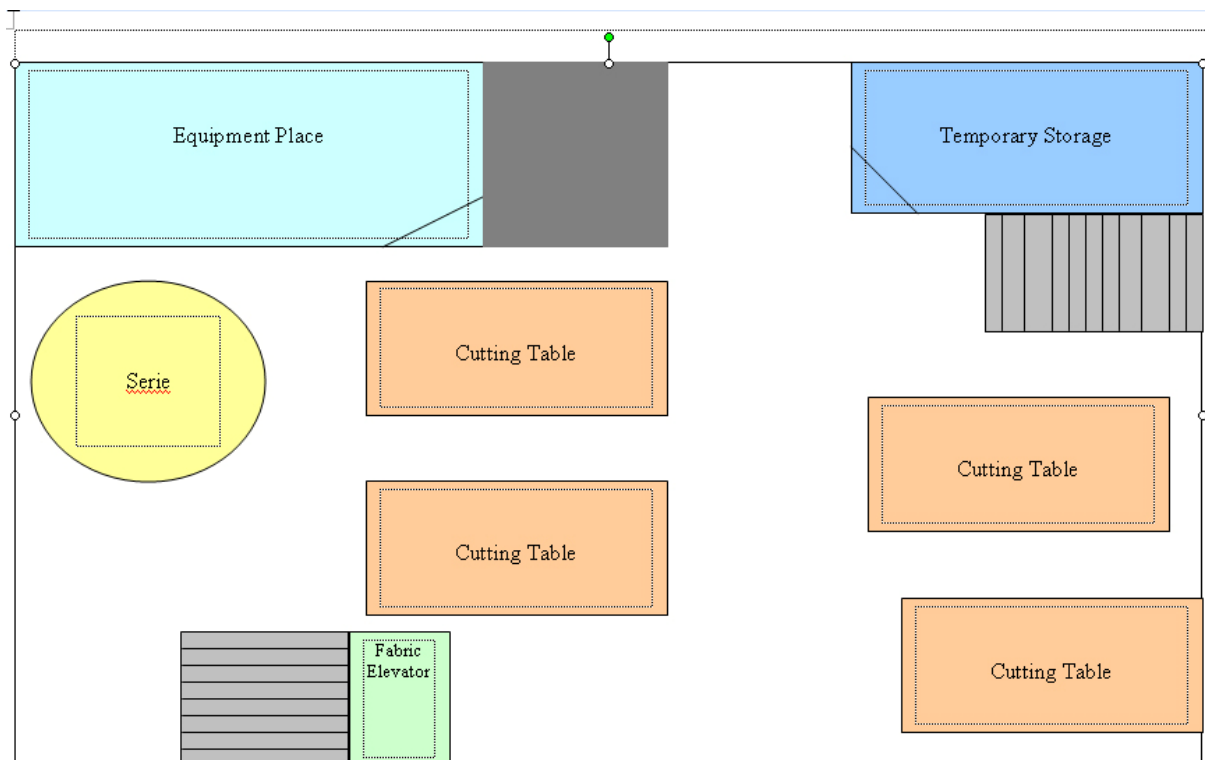 Equipment Place
Temporary Storage
Cutting Table
Serie
Cutting Table
Cutting Table
Fabric
Elevator
Cutting Table